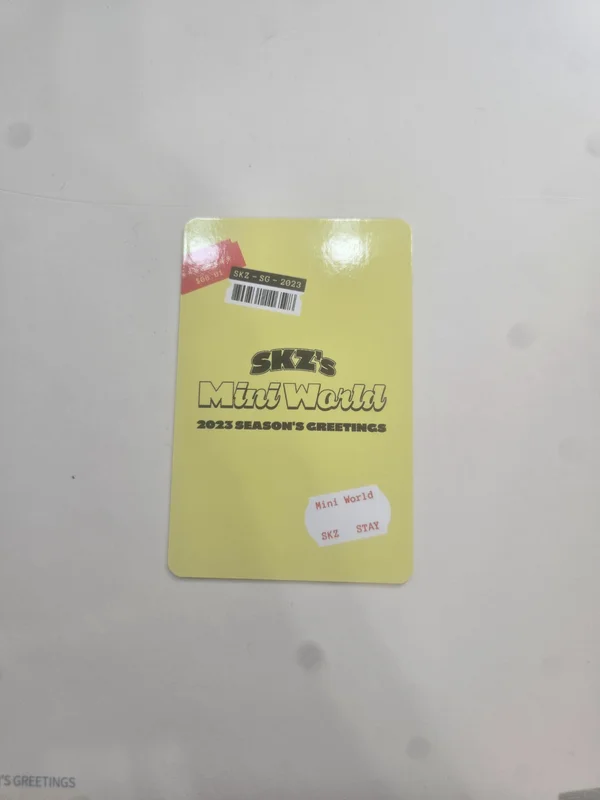 SKZ-SG-2023
SKZ's
Mini World
2023 SEASON'S GREETINGS
Mini World
SKZ STAY
'S GREETINGS